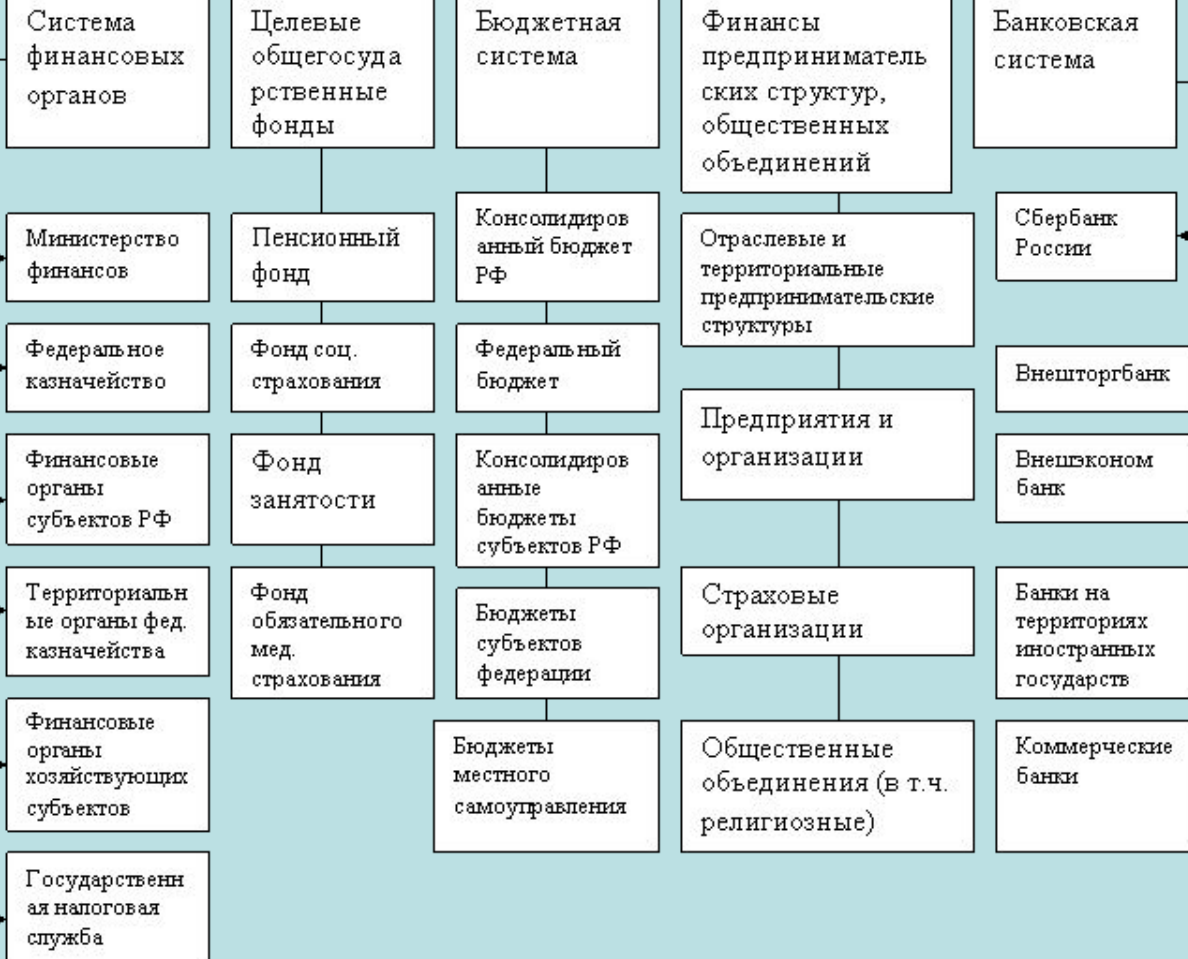 Система
финансовых
органов
Целевые
общегосуда
рственные
фонды
Бюджетная
система
Финансы
предприниматель
ских структур,
общественных
объединений
Банковская
система
Министерство
финансов
Федеральное
казначейство
Финансовые
органы
субъектов РФ
Территориальн
ые органы фед.
казначейства
Финансовые
органы
хозяйствующих
субъектов
Государственн
ая налоговая
служба
Пенсионный
фонд
Фонд соц.
страхования
Фонд
занятости
Фонд
обязательного
мед.
страхования
Консолидиров
анный бюджет
РФ
Федеральный
бюджет
Консолидиров
анные
бюджеты
субъектов РФ
Бюджеты
субъектов
федерации
Бюджеты
местного
самоуправления
Отраслевые и
территориальные
предпринимательские
структуры
Предприятия и
организации
Страховые
организации
Общественные
объединения (в т.ч.
религиозные)
Сбербанк
России
Внешторгбанк
Внешэконом
банк
Банки на
территориях
иностранных
государств
Коммерческие
банки